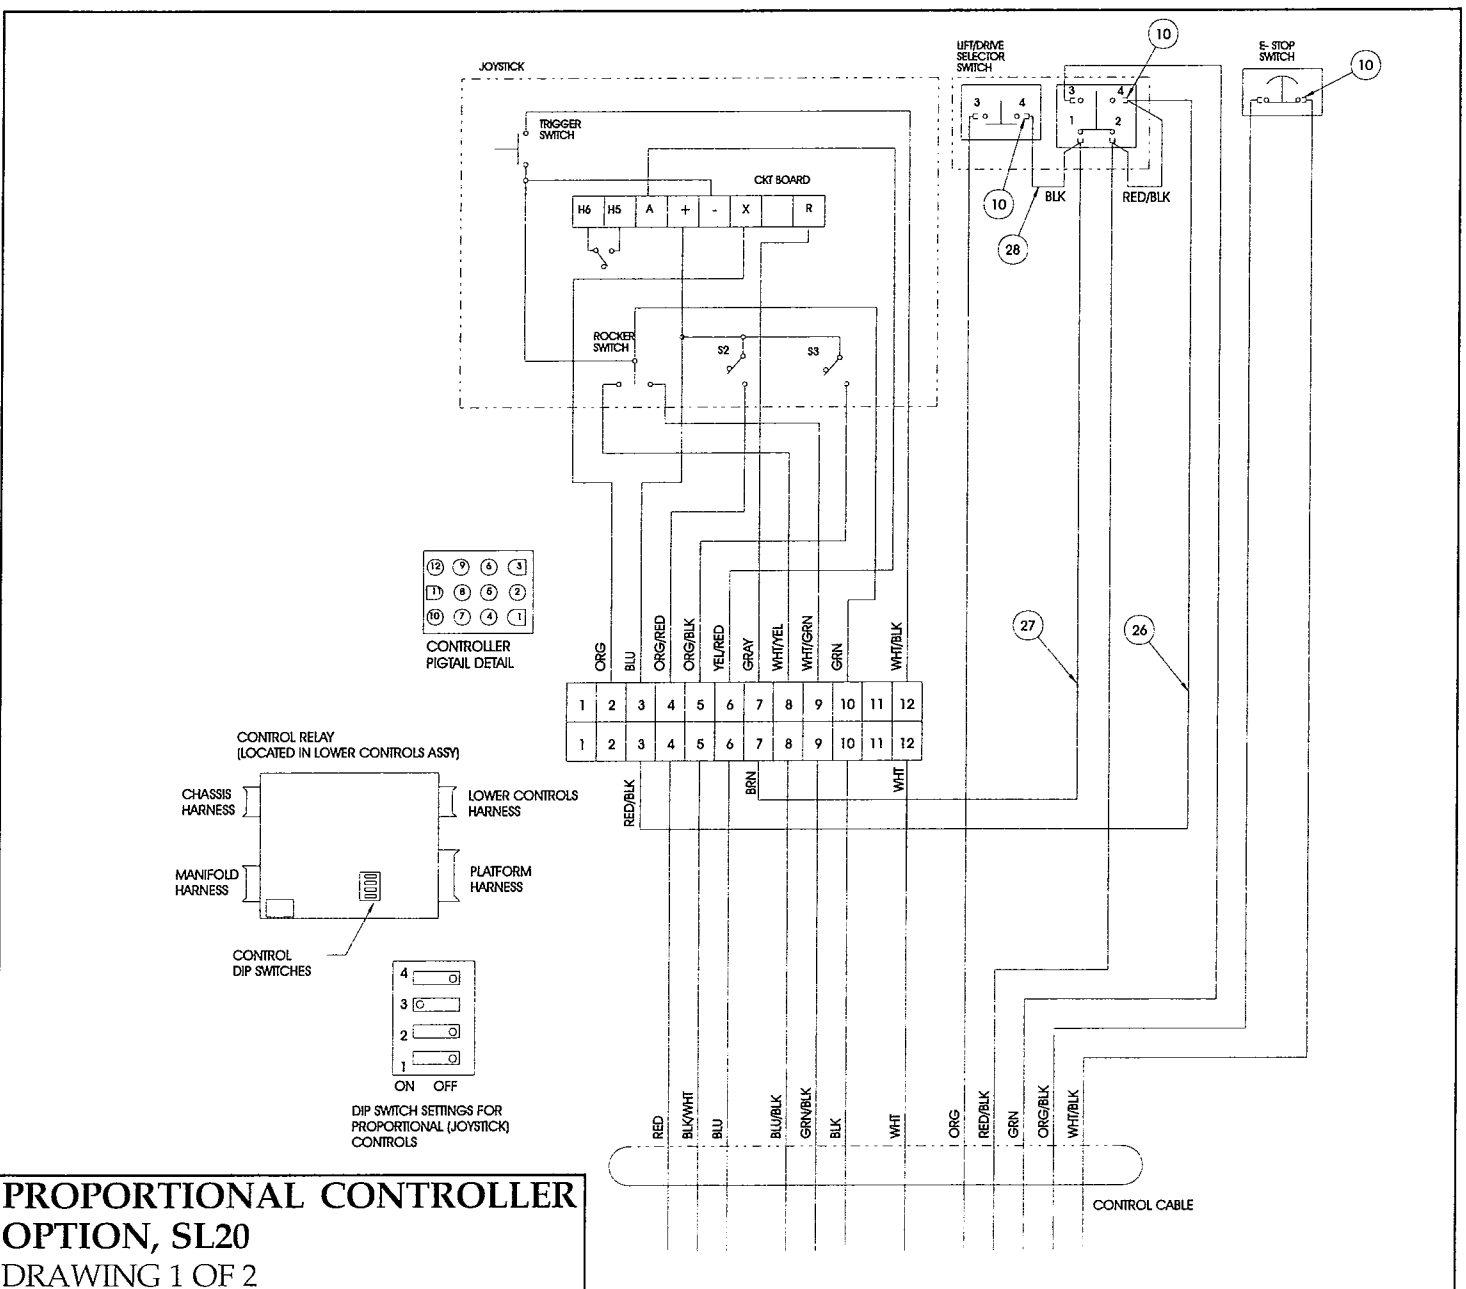 JOYSTICK
LIFT/DRIVE
SELECTOR
SWITCH
10
E- STOP
SWITCH
10
3 4
3 4
1 2
TRIGGER
SWITCH
CKT BOARD
H6 H5 A + - X R
10
BLK
RED/BLK
28
ROCKER
SWITCH
S2
S3
12 9 6 3
11 8 5 2
10 7 4 1
CONTROLLER
PIGTAIL DETAIL
ORG
BLU
ORG/RED
ORG/BLK
YEL/RED
GRAY
WHT/YEL
WHT/GRN
GRN
WHT/BLK
27
26
1 2 3 4 5 6 7 8 9 10 11 12
1 2 3 4 5 6 7 8 9 10 11 12
RED/BLK
BRN
WHT
CONTROL RELAY
(LOCATED IN LOWER CONTROLS ASSY)
CHASSIS
HARNESS
LOWER CONTROLS
HARNESS
MANIFOLD
HARNESS
PLATFORM
HARNESS
CONTROL
DIP SWITCHES
4
3
2
1
ON OFF
DIP SWITCH SETTINGS FOR
PROPORTIONAL (JOYSTICK)
CONTROLS
RED
BLK/WHT
BLU
BLU/BLK
GRN/BLK
BLK
WHT
ORG
RED/BLK
GRN
ORG/BLK
WHT/BLK
CONTROL CABLE
PROPORTIONAL CONTROLLER
OPTION, SL20
DRAWING 1 OF 2